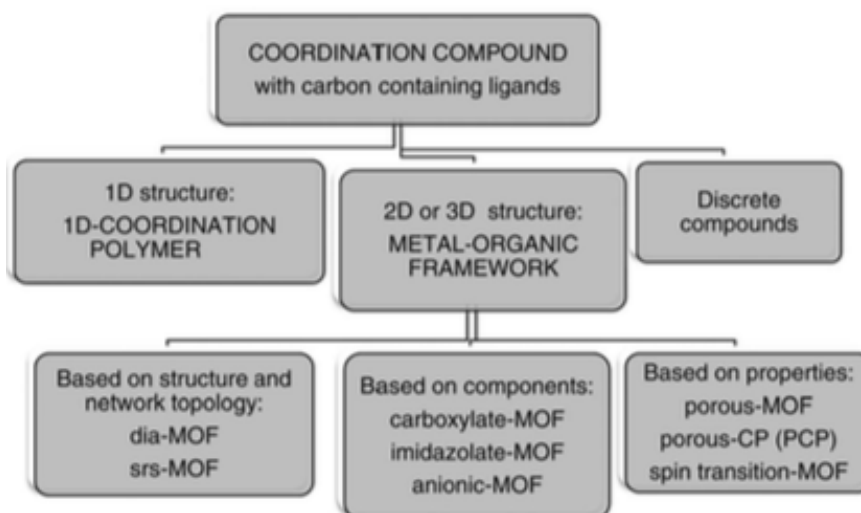 COORDINATION COMPOUND
with carbon containing ligands
1D structure:
1D-COORDINATION
POLYMER
2D or 3D structure:
METAL-ORGANIC
FRAMEWORK
Discrete
compounds
Based on structure and
network topology:
dia-MOF
srs-MOF
Based on components:
carboxylate-MOF
imidazolate-MOF
anionic-MOF
Based on properties:
porous-MOF
porous-CP (PCP)
spin transition-MOF